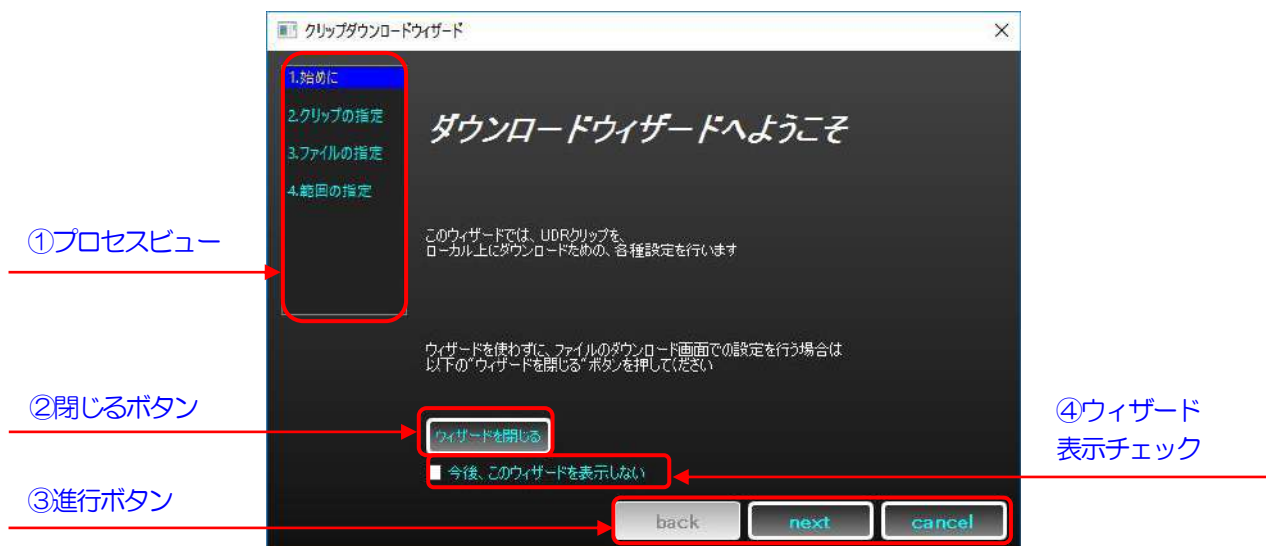 クリップダウンロードウィザード
1.始めに
2.クリップの指定
3.ファイルの指定
4.範囲の指定
ダウンロードウィザードへようこそ
①プロセスビュー
このウィザードでは、UDRクリップを、
ローカル上にダウンロードための、各種設定を行います
ウィザードを使わずに、ファイルのダウンロード画面での設定を行う場合は
以下の"ウィザードを閉じる"ボタンを押してください
②閉じるボタン
ウィザードを閉じる
④ウィザード
表示チェック
今後、このウィザードを表示しない
③進行ボタン
back
next
cancel